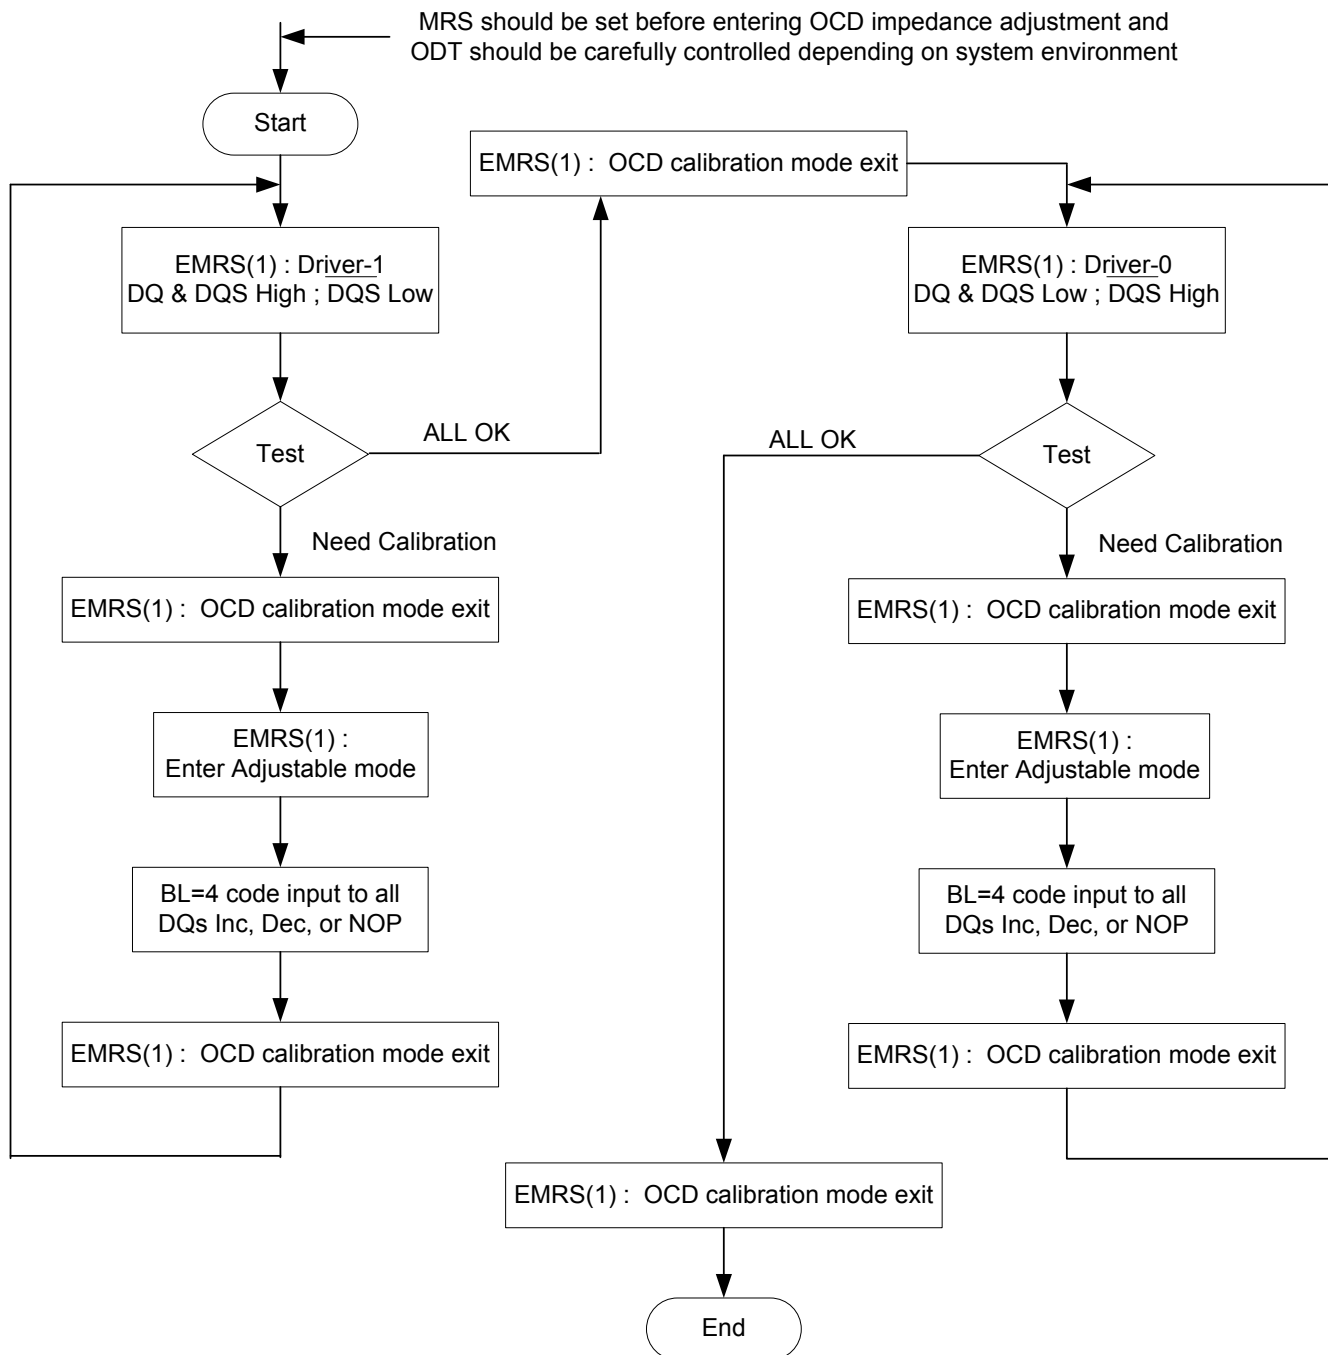 MRS should be set before entering OCD impedance adjustment and
ODT should be carefully controlled depending on system environment
Start
EMRS(1) : Driver-1
DQ & DQS High ; DQS Low
Test
ALL OK
Need Calibration
EMRS(1) : OCD calibration mode exit
EMRS(1) :
Enter Adjustable mode
BL=4 code input to all
DQs Inc, Dec, or NOP
EMRS(1) : OCD calibration mode exit
EMRS(1) : OCD calibration mode exit
EMRS(1) : Driver-0
DQ & DQS Low ; DQS High
Test
ALL OK
Need Calibration
EMRS(1) : OCD calibration mode exit
EMRS(1) :
Enter Adjustable mode
BL=4 code input to all
DQs Inc, Dec, or NOP
EMRS(1) : OCD calibration mode exit
EMRS(1) : OCD calibration mode exit
End